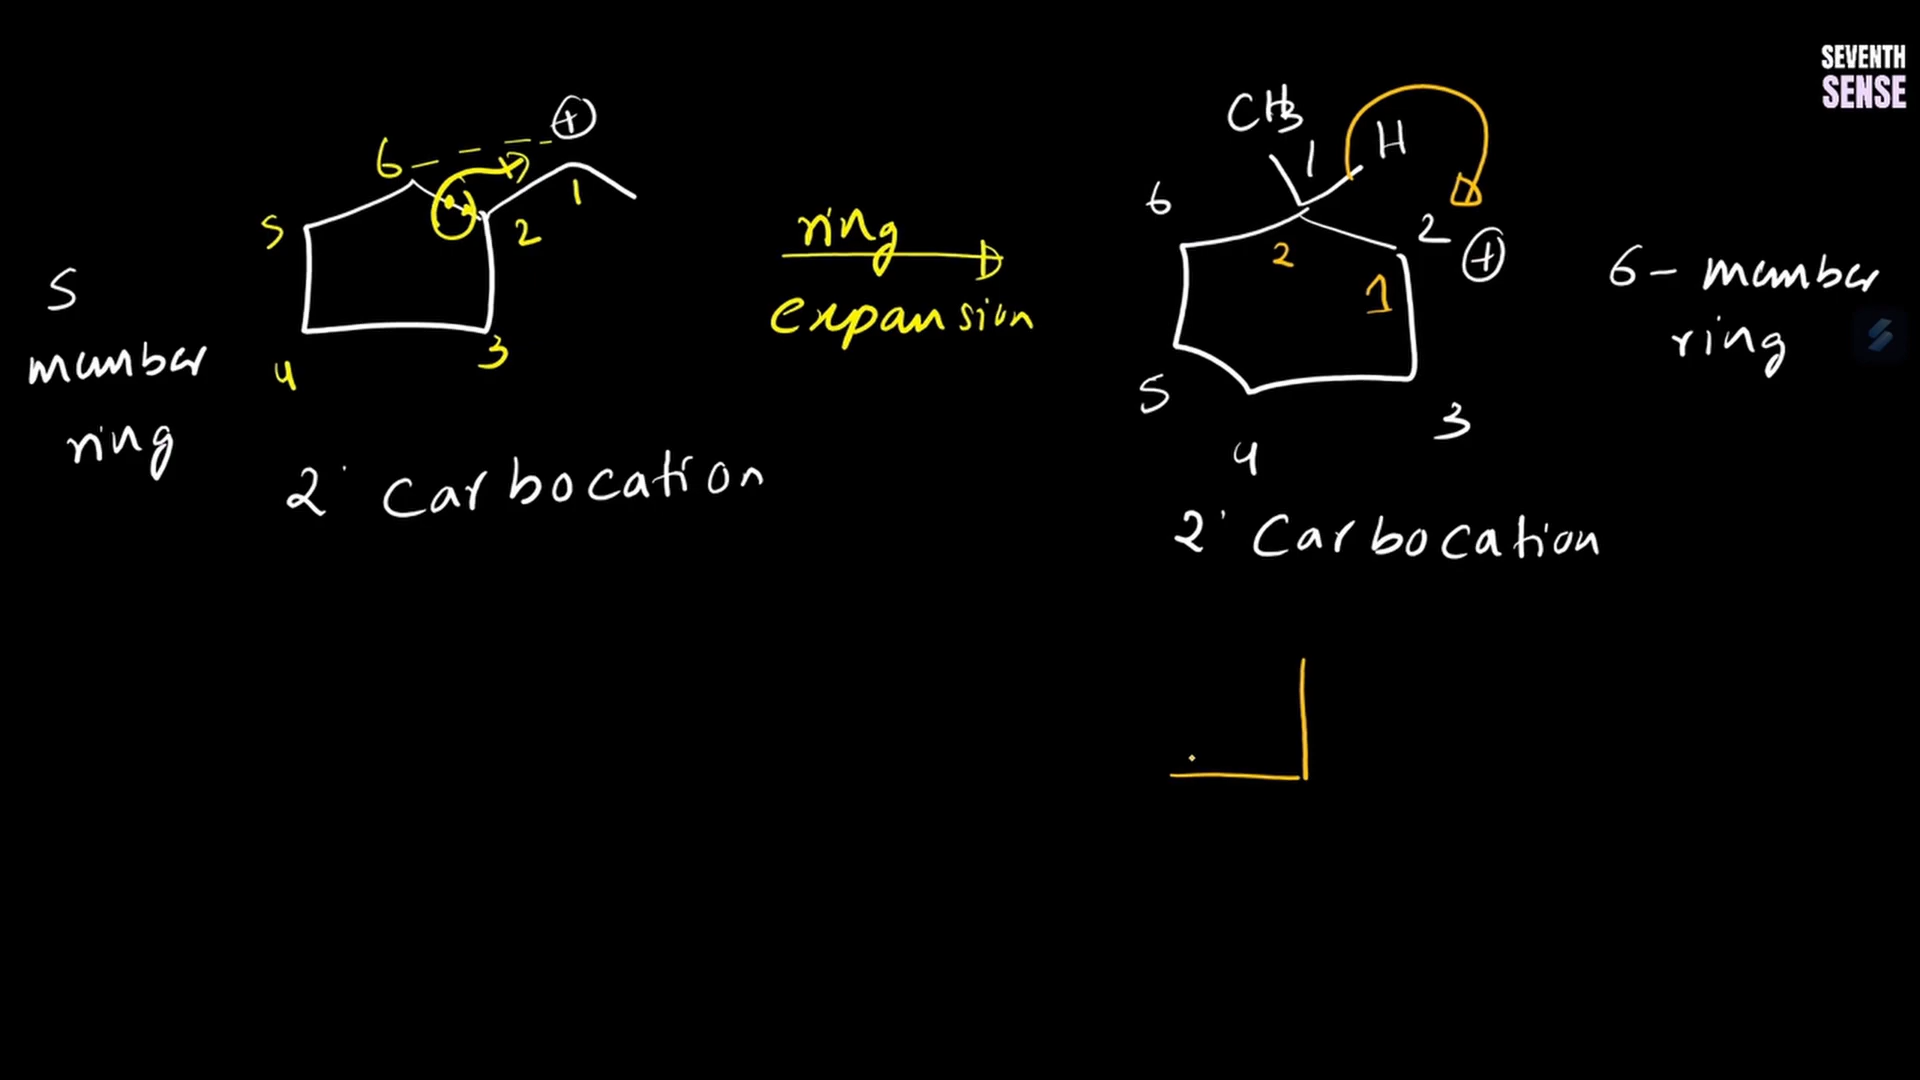 SEVENTH
SENSE
+
6
1
5
2
4
3
5
member
ring
2° Carbocation
ring
expansion
CH3
1
H
6
2
+
2
1
5
4
3
6 - member
ring
2° Carbocation